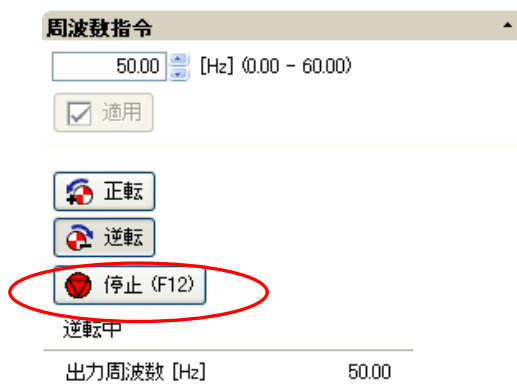 周波数指令
50.00 [Hz] (0.00 - 60.00)
適用
正転
逆転
停止 (F12)
逆転中
出力周波数 [Hz] 50.00